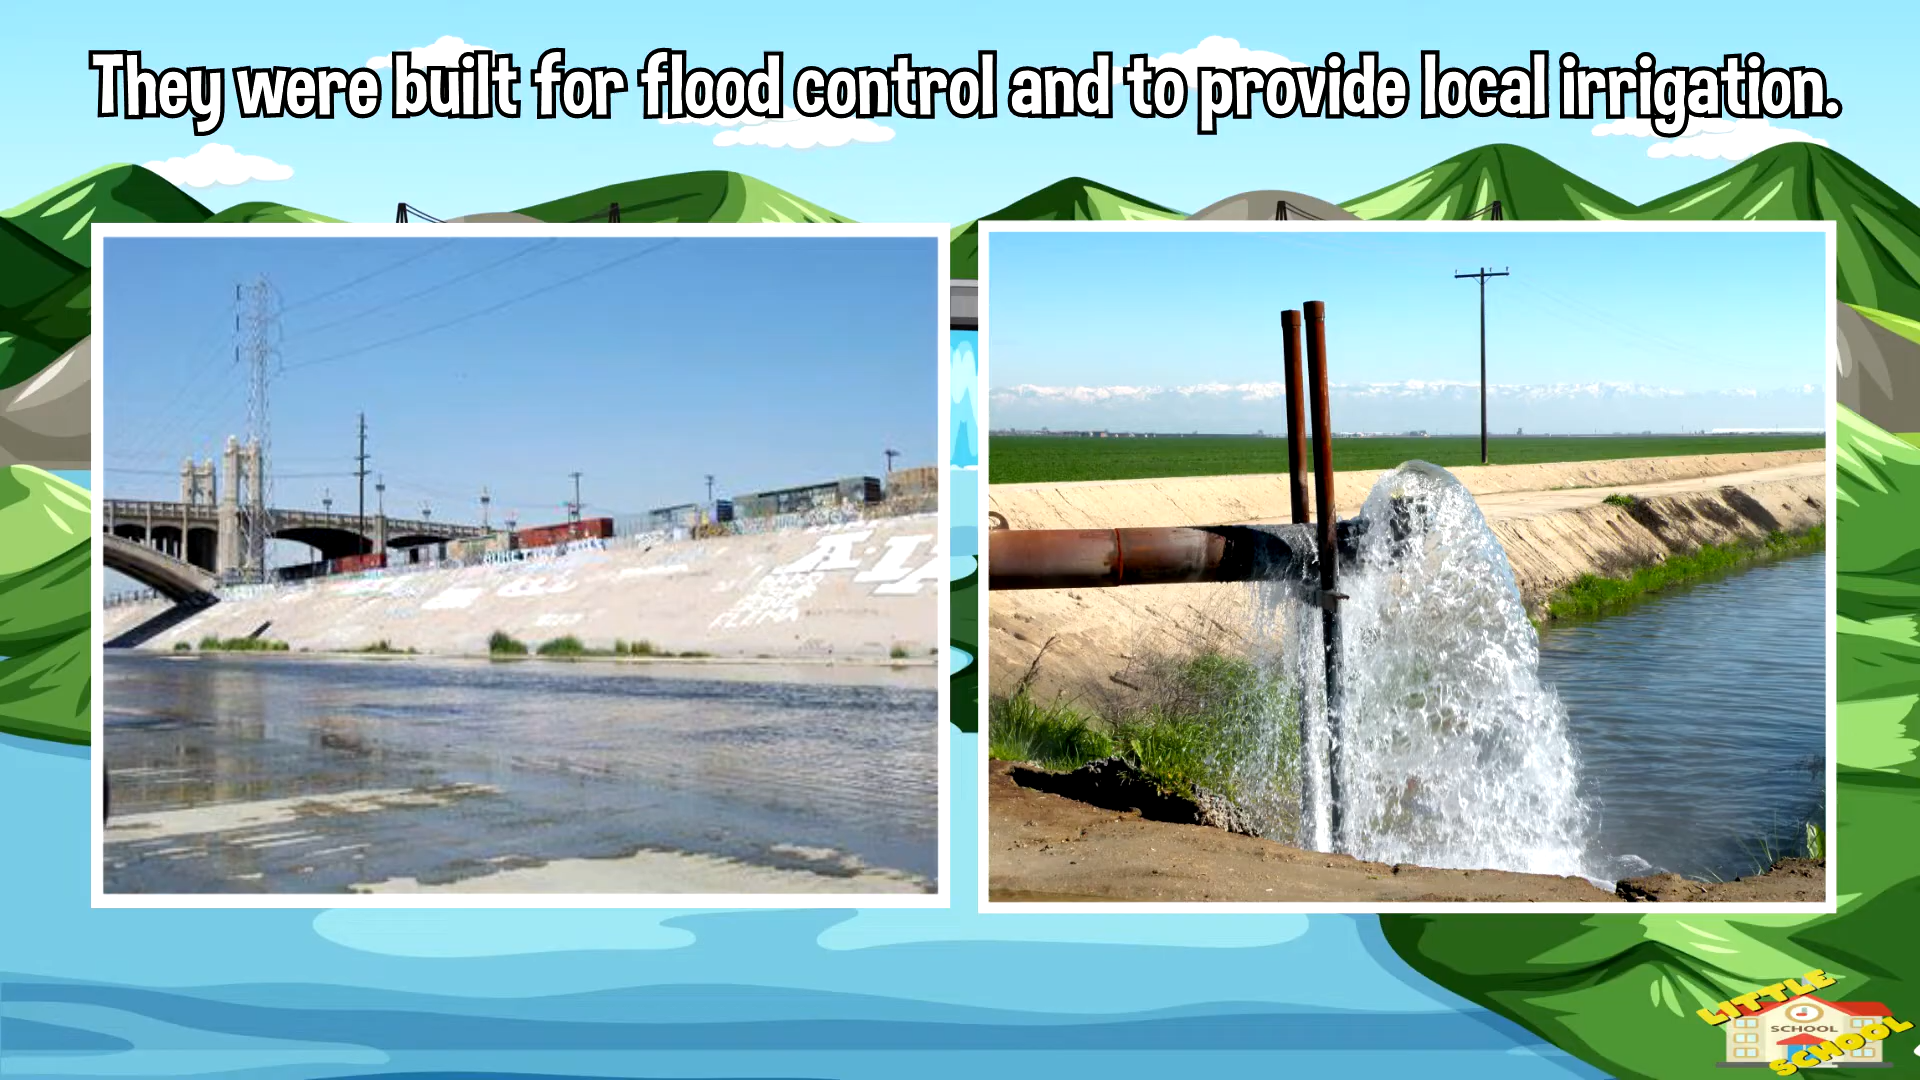 They were built for flood control and to provide local irrigation.
LITTLE
SCHOOL
SCHOOL